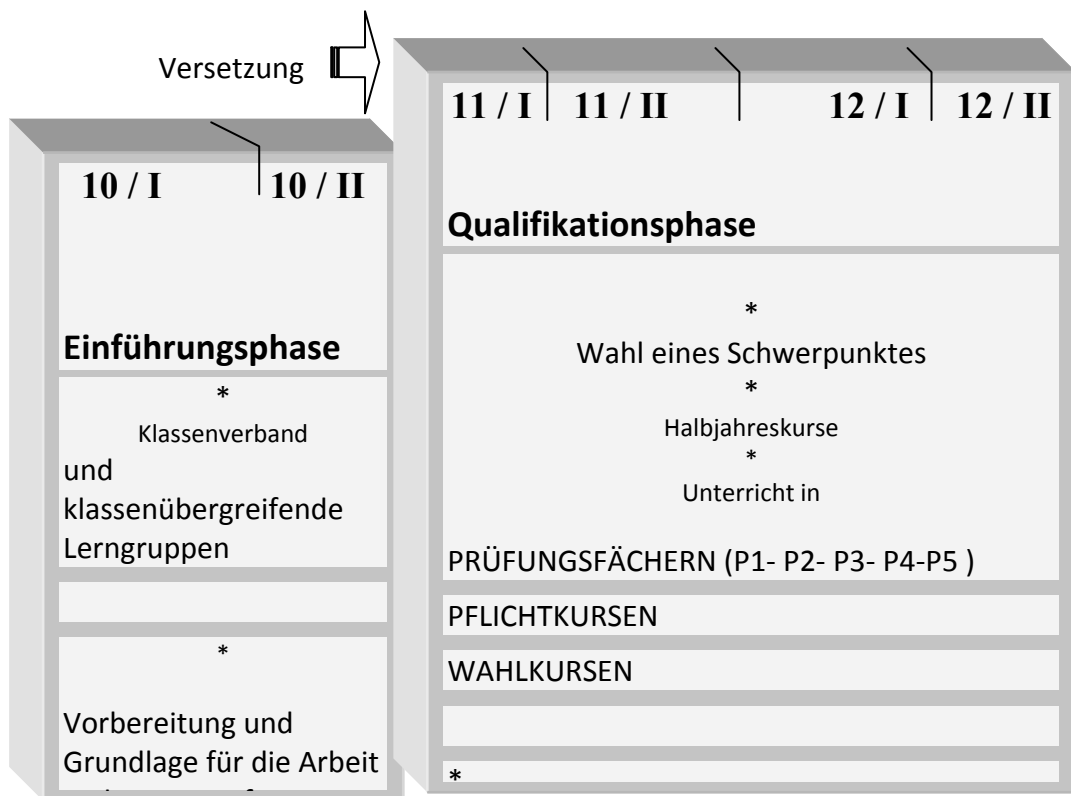 Versetzung
10 / I 10 / II
Einführungsphase
*
Klassenverband
und
klassenübergreifende
Lerngruppen
*
Vorbereitung und
Grundlage für die Arbeit
11 / I 11 / II 12 / I 12 / II
Qualifikationsphase
*
Wahl eines Schwerpunktes
*
Halbjahreskurse
*
Unterricht in
PRÜFUNGSFÄCHERN (P1- P2- P3- P4-P5 )
PFLICHTKURSEN
WAHLKURSEN
*